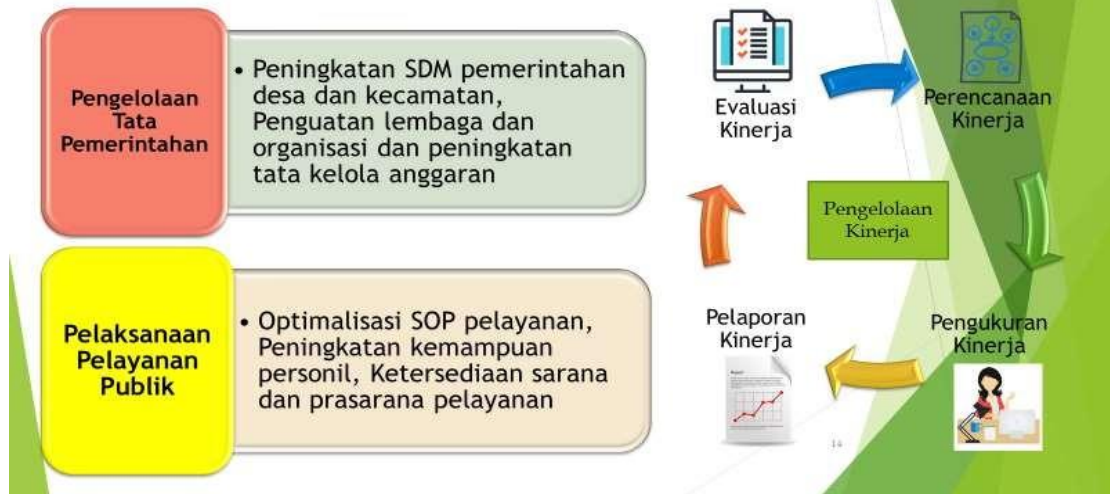 Pengelolaan
Tata
Pemerintahan
• Peningkatan SDM pemerintahan
desa dan kecamatan,
Penguatan lembaga dan
organisasi dan peningkatan
tata kelola anggaran
Pelaksanaan
Pelayanan
Publik
• Optimalisasi SOP pelayanan,
Peningkatan kemampuan
personil, Ketersediaan sarana
dan prasarana pelayanan
Evaluasi
Kinerja
Perencanaan
Kinerja
Pengelolaan
Kinerja
Pelaporan
Kinerja
Pengukuran
Kinerja
14